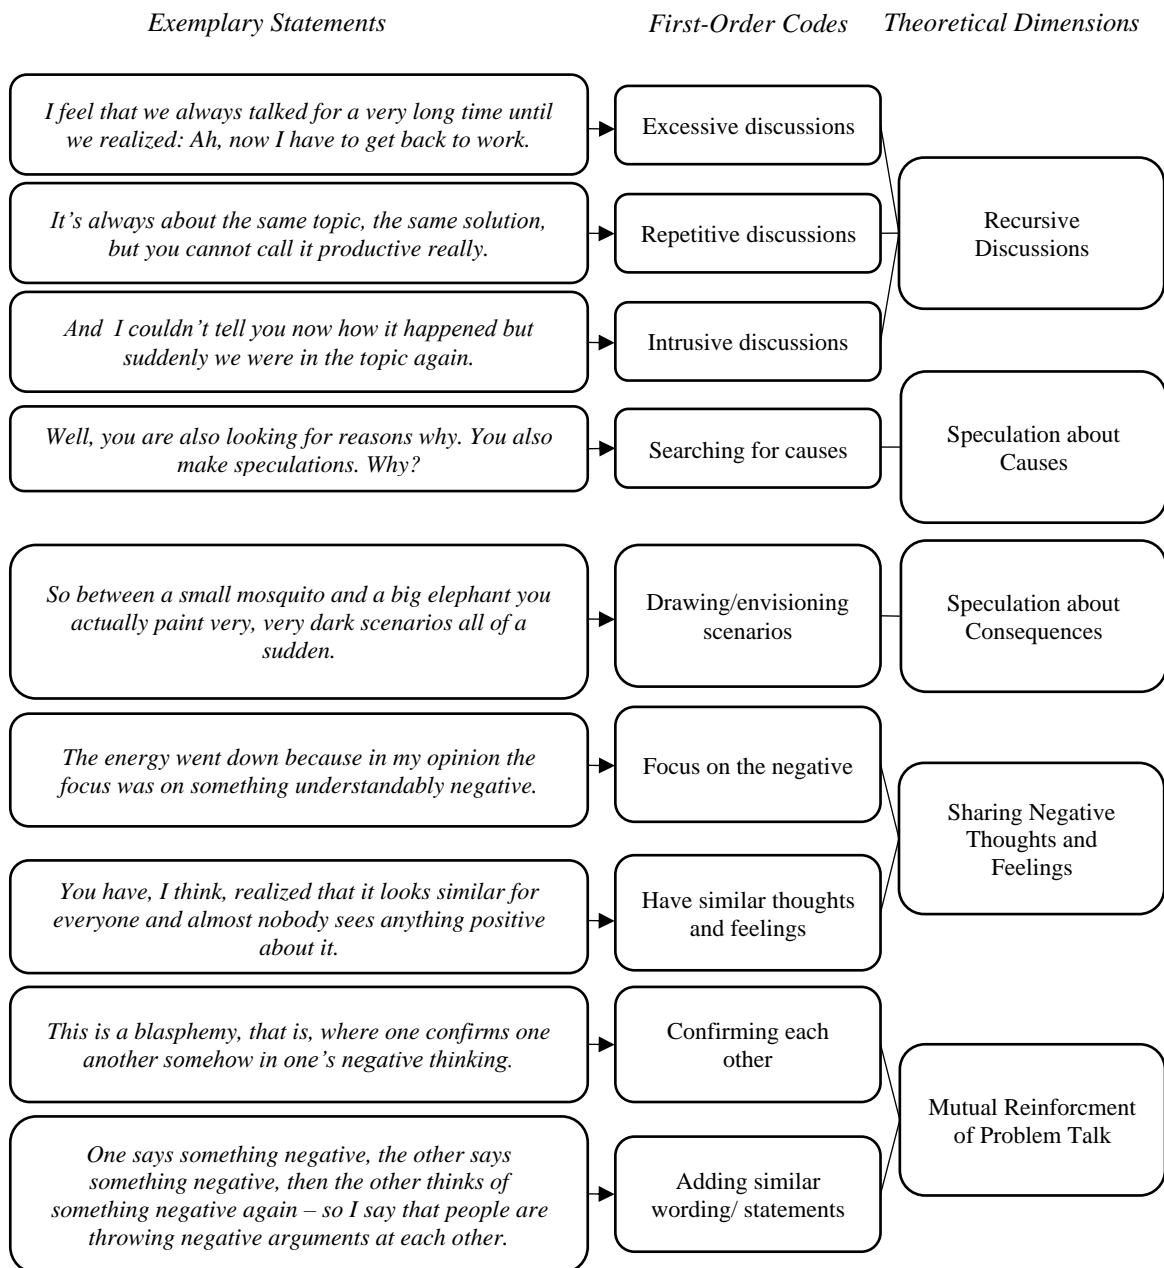 Exemplary Statements
First-Order Codes
Theoretical Dimensions
I feel that we always talked for a very long time until
we realized: Ah, now I have to get back to work.
Excessive discussions
It’s always about the same topic, the same solution,
but you cannot call it productive really.
Repetitive discussions
Recursive
Discussions
And  I couldn’t tell you now how it happened but
suddenly we were in the topic again.
Intrusive discussions
Well, you are also looking for reasons why. You also
make speculations. Why?
Searching for causes
Speculation about
Causes
So between a small mosquito and a big elephant you
actually paint very, very dark scenarios all of a
sudden.
Drawing/envisioning
scenarios
Speculation about
Consequences
The energy went down because in my opinion the
focus was on something understandably negative.
Focus on the negative
Sharing Negative
Thoughts and
Feelings
You have, I think, realized that it looks similar for
everyone and almost nobody sees anything positive
about it.
Have similar thoughts
and feelings
This is a blasphemy, that is, where one confirms one
another somehow in one’s negative thinking.
Confirming each
other
Mutual Reinforcment
of Problem Talk
One says something negative, the other says
something negative, then the other thinks of
something negative again – so I say that people are
throwing negative arguments at each other.
Adding similar
wording/ statements